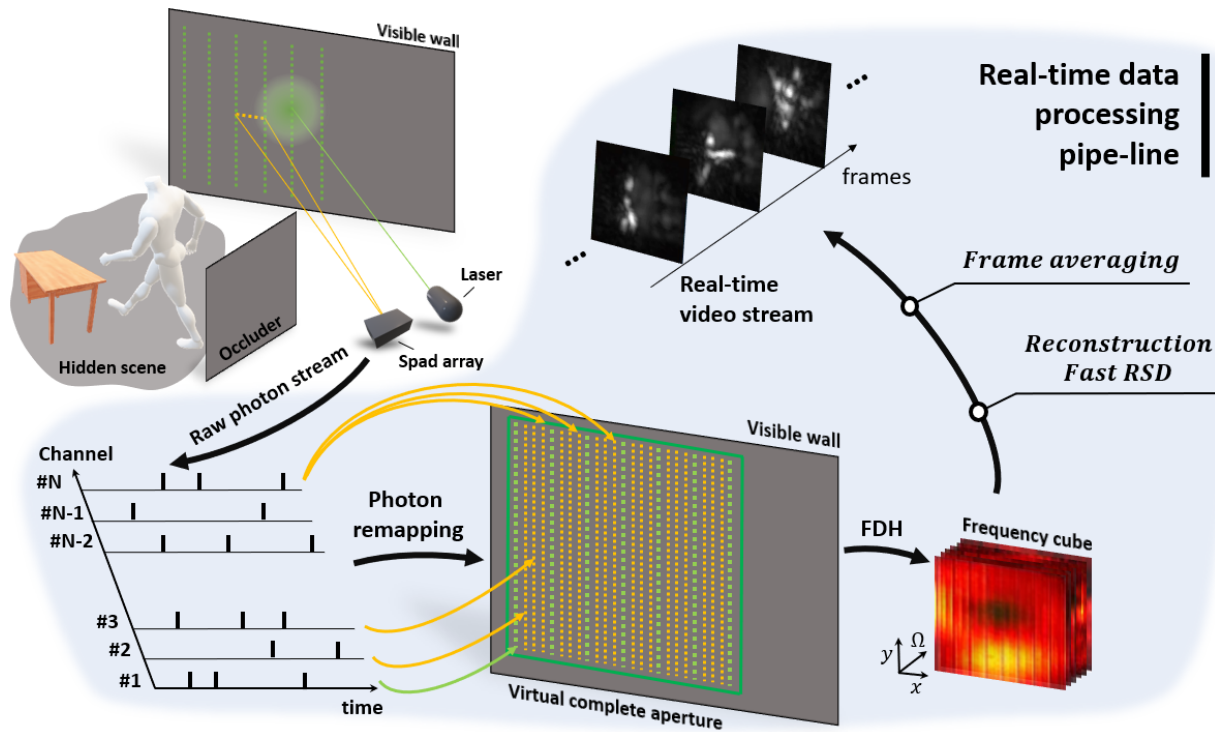 Visible wall
Real-time data
processing
pipe-line
frames
Laser
Real-time
video stream
Frame averaging
Occluder
Hidden scene
Spad array
Reconstruction
Fast RSD
Raw photon stream
Visible wall
Channel
#N
#N-1
#N-2
#3
#2
#1
time
Photon
remapping
FDH
Frequency cube
Virtual complete aperture
y
Ω
x